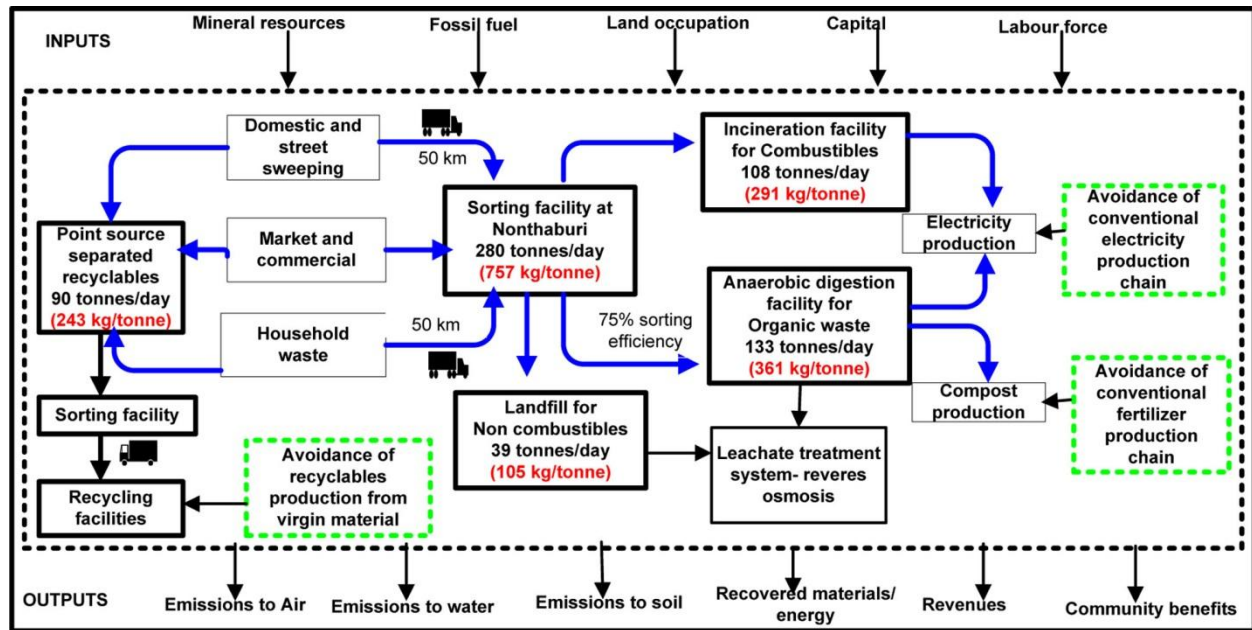 INPUTS
Mineral resources
Fossil fuel
Land occupation
Capital
Labour force
Domestic and
street
sweeping
50 km
Incineration facility
for Combustibles
108 tonnes/day
(291 kg/tonne)
Point source
separated
recyclables
90 tonnes/day
(243 kg/tonne)
Market and
commercial
Sorting facility at
Nonthaburi
280 tonnes/day
(757 kg/tonne)
Electricity
production
Avoidance of
conventional
electricity
production
chain
Household
waste
50 km
75% sorting
efficiency
Anaerobic digestion
facility for
Organic waste
133 tonnes/day
(361 kg/tonne)
Compost
production
Avoidance of
conventional
fertilizer
production
chain
Sorting facility
Recycling
facilities
Avoidance of
recyclables
production from
virgin material
Landfill for
Non combustibles
39 tonnes/day
(105 kg/tonne)
Leachate treatment
system- reveres
osmosis
OUTPUTS
Emissions to Air
Emissions to water
Emissions to soil
Recovered materials/
energy
Revenues
Community benefits